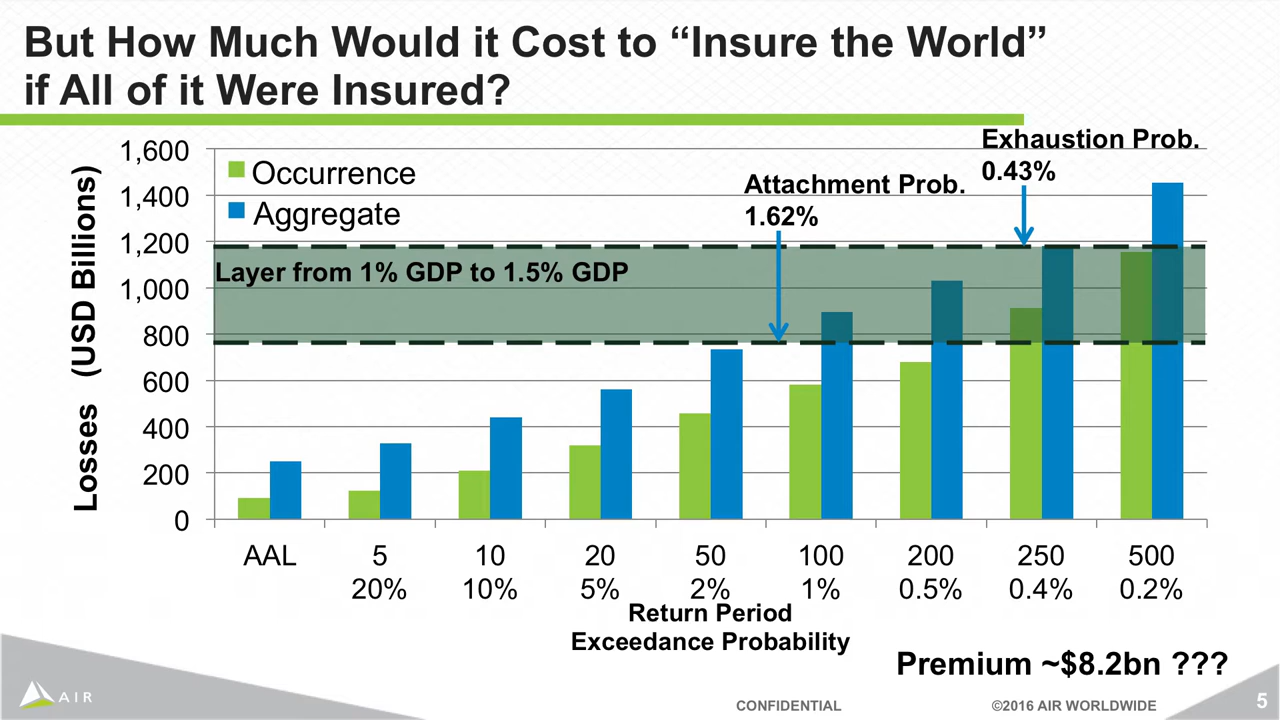 But How Much Would it Cost to “Insure the World”
if All of it Were Insured?
Exhaustion Prob.
0.43%
Attachment Prob.
1.62%
Occurrence
Aggregate
Layer from 1% GDP to 1.5% GDP
Losses (USD Billions)
1,600
1,400
1,200
1,000
800
600
400
200
0
AAL 5 10 20 50 100 200 250 500
20% 10% 5% 2% 1% 0.5% 0.4% 0.2%
Return Period
Exceedance Probability
Premium ~$8.2bn ???
AIR
CONFIDENTIAL
©2016 AIR WORLDWIDE
5